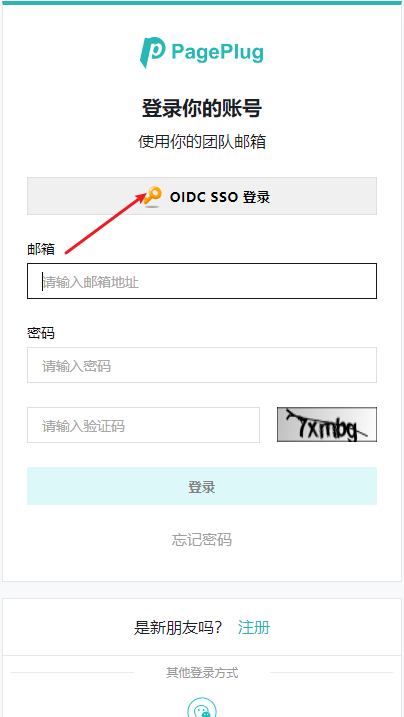 PagePlug
登录你的账号
使用你的团队邮箱
OIDC SSO 登录
邮箱
请输入邮箱地址
密码
请输入密码
请输入验证码
7xmbg
登录
忘记密码
是新朋友吗？ 注册
其他登录方式